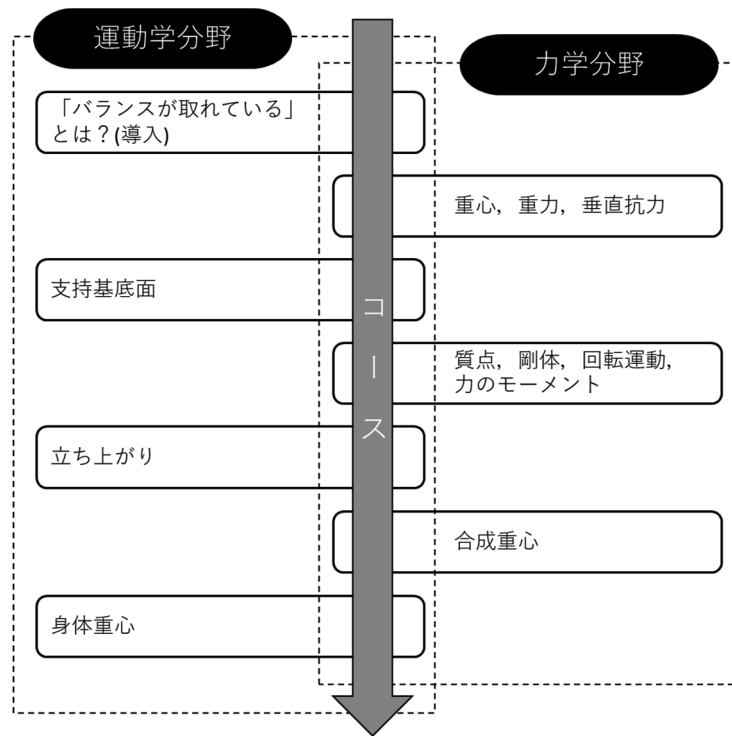 運動学分野
力学分野
「バランスが取れている」
とは？(導入)
重心，重力，垂直抗力
支持基底面
コース
質点，剛体，回転運動，
力のモーメント
立ち上がり
合成重心
身体重心